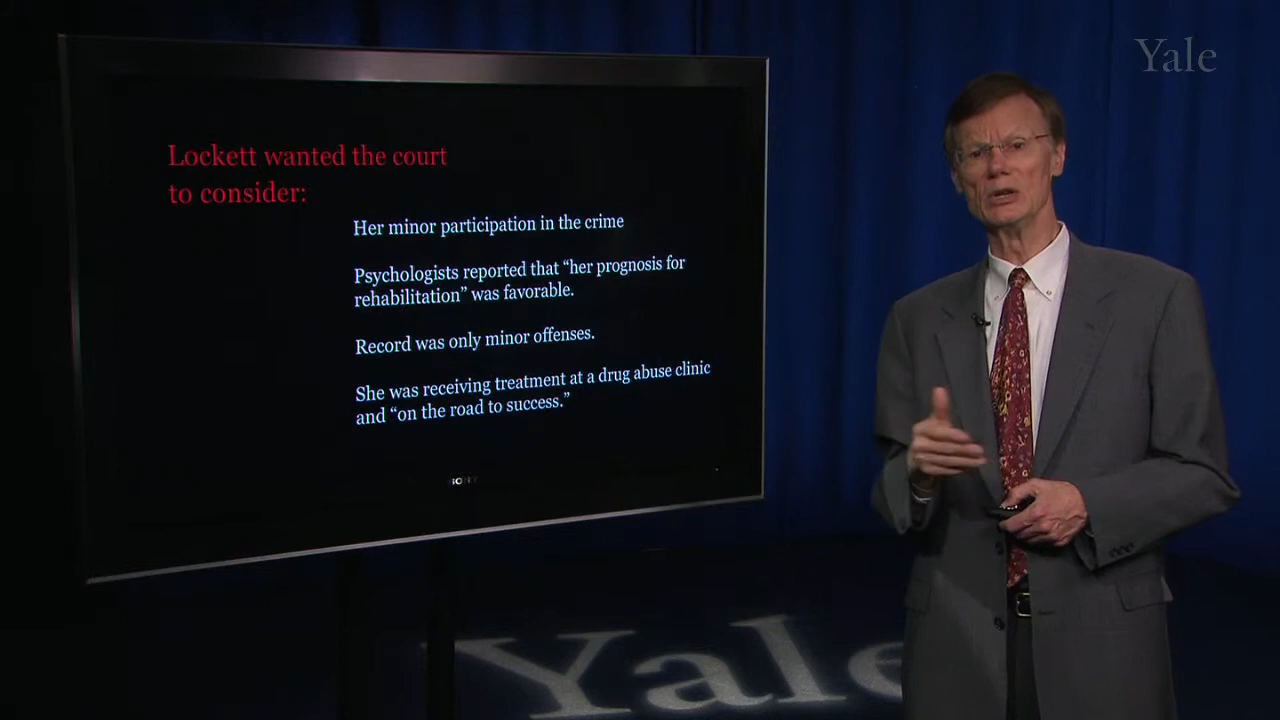 Yale
Lockett wanted the court
to consider:
Her minor participation in the crime
Psychologists reported that “her prognosis for
rehabilitation” was favorable.
Record was only minor offenses.
She was receiving treatment at a drug abuse clinic
and “on the road to success.”
SONY
Yale